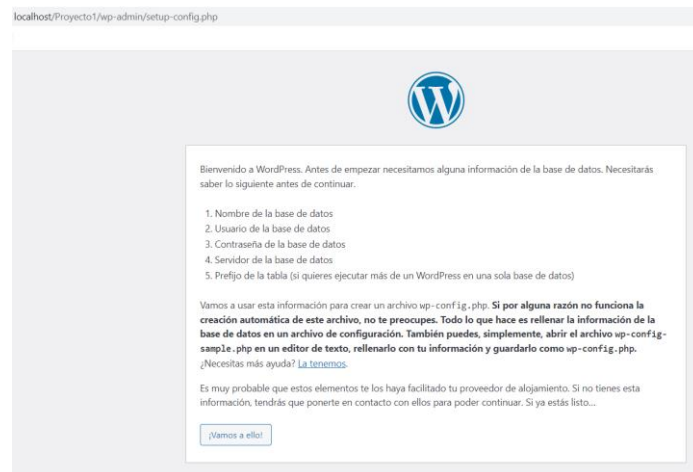 localhost/Proyecto1/wp-admin/setup-config.php
Bienvenido a WordPress. Antes de empezar necesitamos alguna información de la base de datos. Necesitarás
saber lo siguiente antes de continuar.
1. Nombre de la base de datos
2. Usuario de la base de datos
3. Contraseña de la base de datos
4. Servidor de la base de datos
5. Prefijo de la tabla (si quieres ejecutar más de un WordPress en una sola base de datos)
Vamos a usar esta información para crear un archivo wp-config.php. Si por alguna razón no funciona la
creación automática de este archivo, no te preocupes. Todo lo que hace es rellenar la información de la
base de datos en un archivo de configuración. También puedes, simplemente, abrir el archivo wp-config-
sample.php en un editor de texto, rellenarlo con tu información y guardarlo como wp-config.php.
¿Necesitas más ayuda? La tenemos.
Es muy probable que estos elementos te los haya facilitado tu proveedor de alojamiento. Si no tienes esta
información, tendrás que ponerte en contacto con ellos para poder continuar. Si ya estás listo...
¡Vamos a ello!